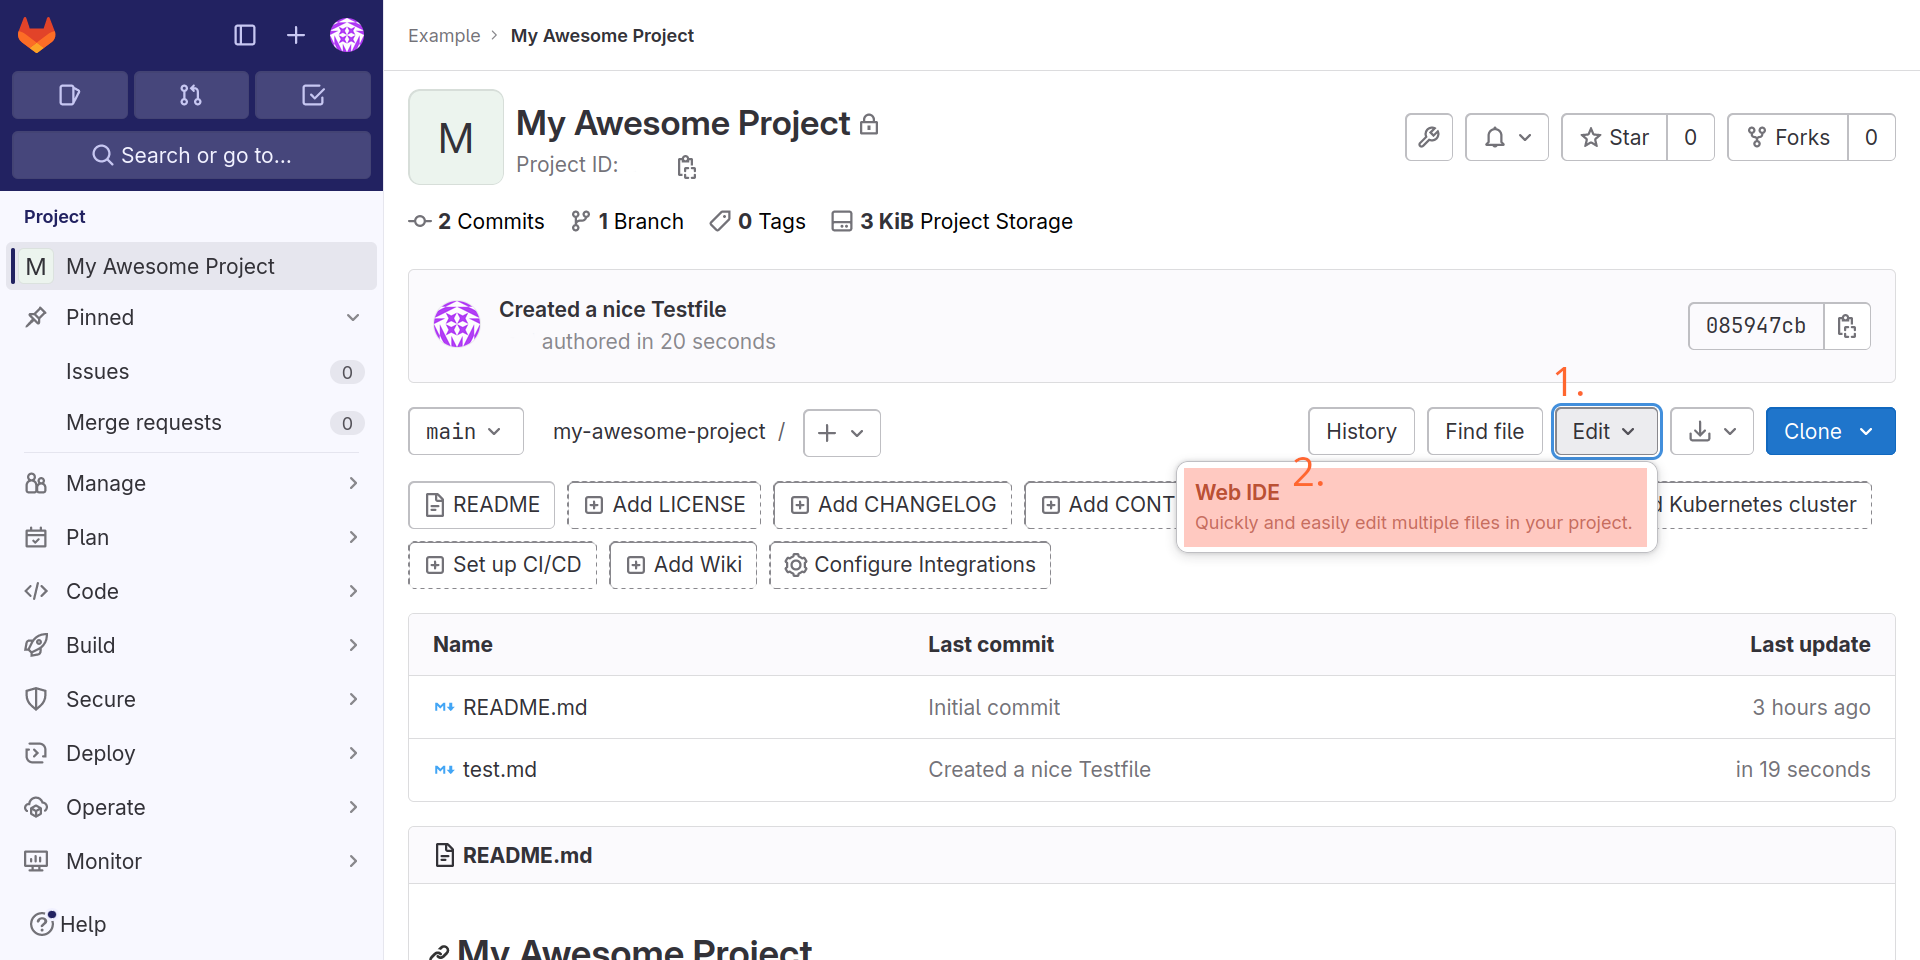 Example › My Awesome Project
Search or go to...
Project
M My Awesome Project
Pinned
Issues 0
Merge requests 0
Manage
Plan
Code
Build
Secure
Deploy
Operate
Monitor
Help
M
My Awesome Project
Project ID:
Star 0
Forks 0
2 Commits 1 Branch 0 Tags 3 KiB Project Storage
Created a nice Testfile
authored in 20 seconds
085947cb
1.
main my-awesome-project / History Find file Edit Clone
2.
Web IDE
Quickly and easily edit multiple files in your project.
README Add LICENSE Add CHANGELOG Add CONT Kubernetes cluster
Set up CI/CD Add Wiki Configure Integrations
Name Last commit Last update
README.md Initial commit 3 hours ago
test.md Created a nice Testfile in 19 seconds
README.md
My Awesome Project